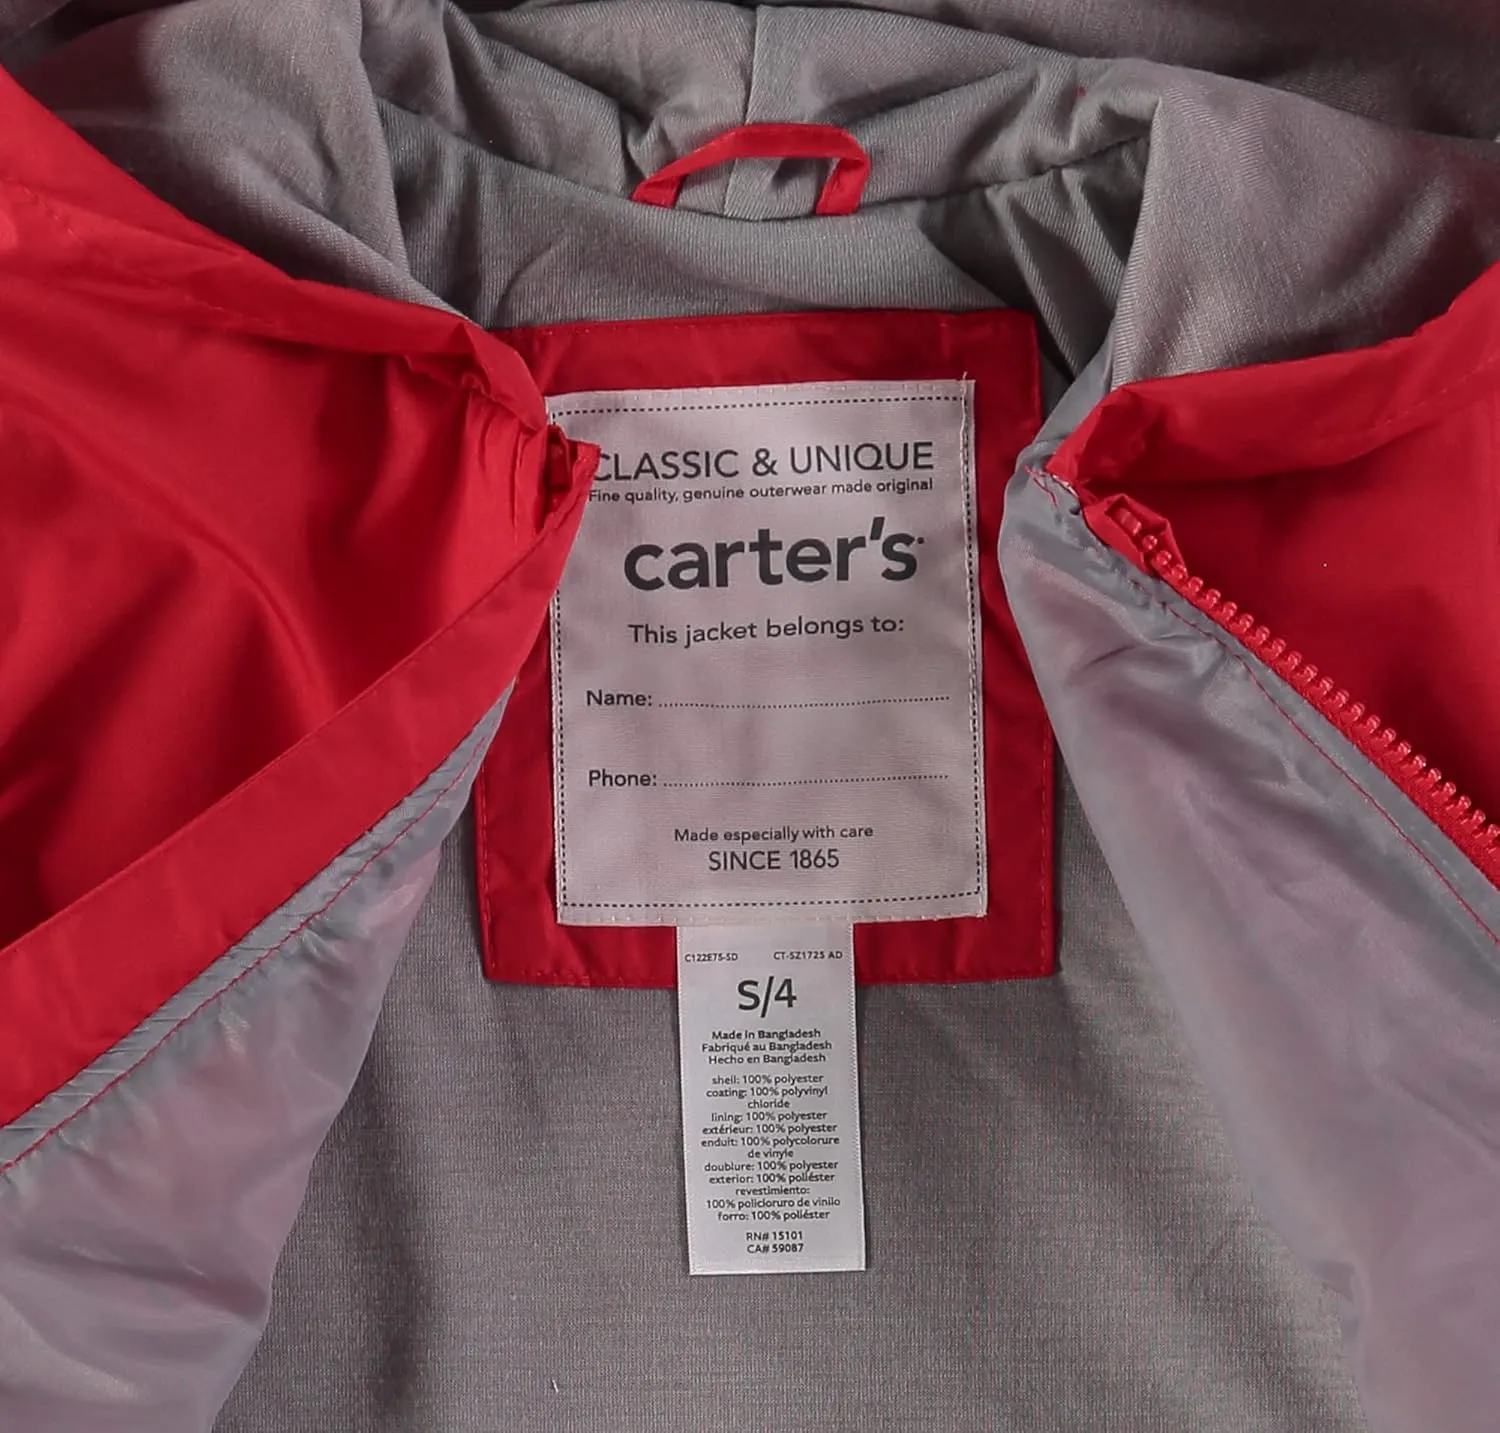 CLASSIC & UNIQUE
Fine quality, genuine outerwear made original
carter's
This jacket belongs to:
Name:
Phone:
Made especially with care
SINCE 1865
C122E75-SD CT-SZ1725 AD
S/4
Made in Bangladesh
Fabriqué au Bangladesh
Hecho en Bangladesh
shell: 100% polyester
coating: 100% polyvinyl
chloride
lining: 100% polyester
extérieur: 100% polyester
enduit: 100% polycolorure
de vinyle
doublure: 100% polyester
exterior: 100% poliéster
revestimiento:
100% policloruro de vinilo
forro: 100% poliéster
RN# 15101
CA# 59087